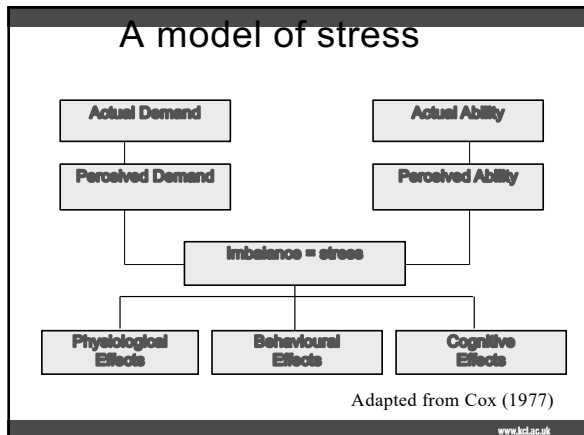 A model of stress
Actual Demand
Actual Ability
Perceived Demand
Perceived Ability
Imbalance = stress
Physiological
Effects
Behavioural
Effects
Cognitive
Effects
Adapted from Cox (1977)
www.kcl.ac.uk